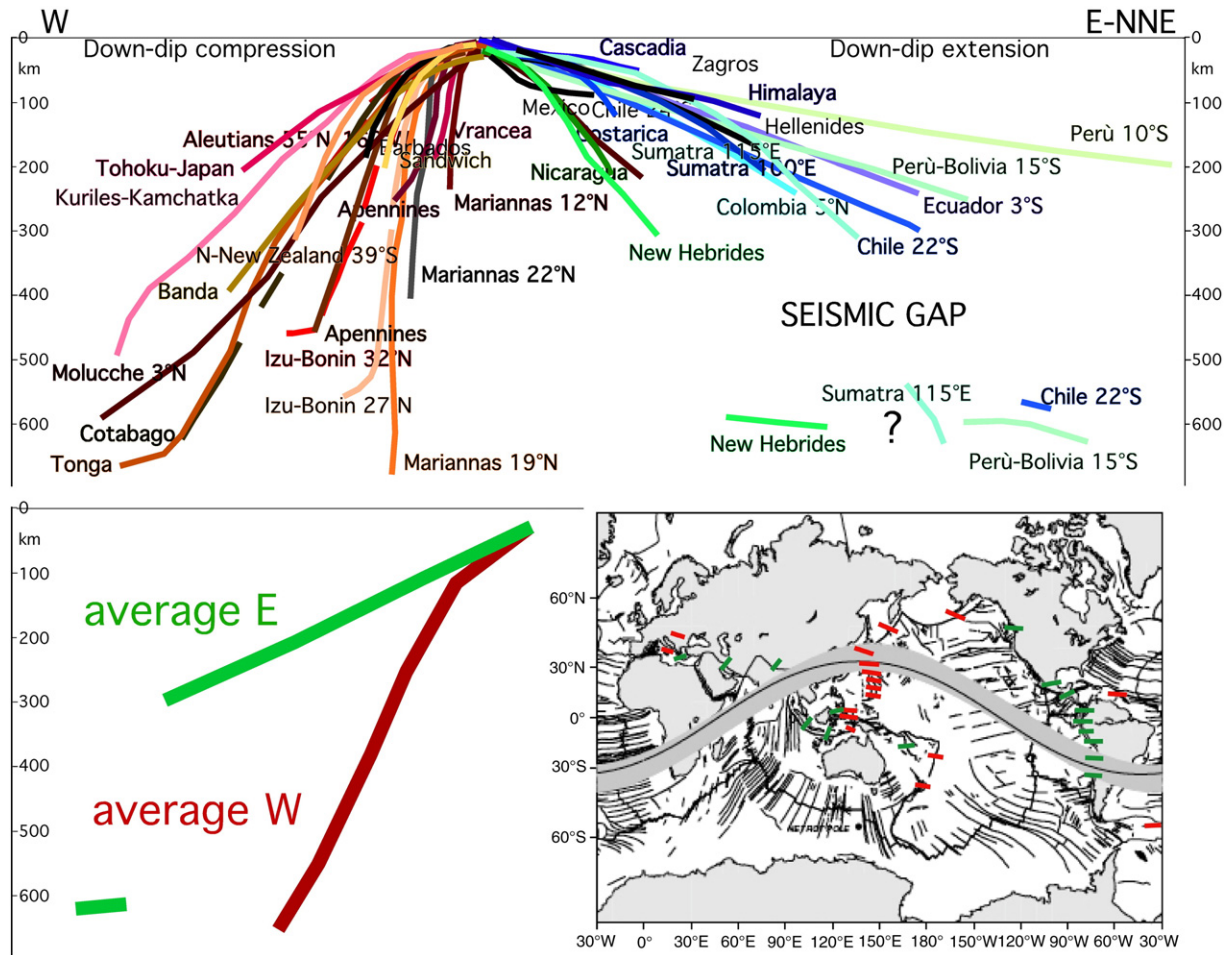 W
E-NNE
0
Down-dip compression
Cascadia
Down-dip extension
0
km
Zagros
km
Himalaya
100
Mexico
Chile
100
Aleutians
Vrancea
Costarica
Hellenides
Perù 10°S
Barbados
Sumatra 115°E
Tohoku-Japan
Sandwich
Nicaragua
Sumatra 100°E
Perù-Bolivia 15°S
200
200
Kuriles-Kamchatka
Apennines
Mariannas 12°N
Colombia 5°N
Ecuador 3°S
300
N-New Zealand 39°S
New Hebrides
Chile 22°S
300
Mariannas 22°N
400
Banda
400
SEISMIC GAP
Apennines
500
Izu-Bonin 32°N
500
Molucche 3°N
Izu-Bonin 27°N
Sumatra 115°E
Chile 22°S
600
Cotabago
?
600
New Hebrides
Tonga
Mariannas 19°N
Perù-Bolivia 15°S
0
km
100
average E
200
300
400
average W
500
600
60°N
30°N
0°
30°S
60°S
NETROT POLE
30°W
0°
30°E
60°E
90°E
120°E
150°E
180°
150°W
120°W
90°W
60°W
30°W